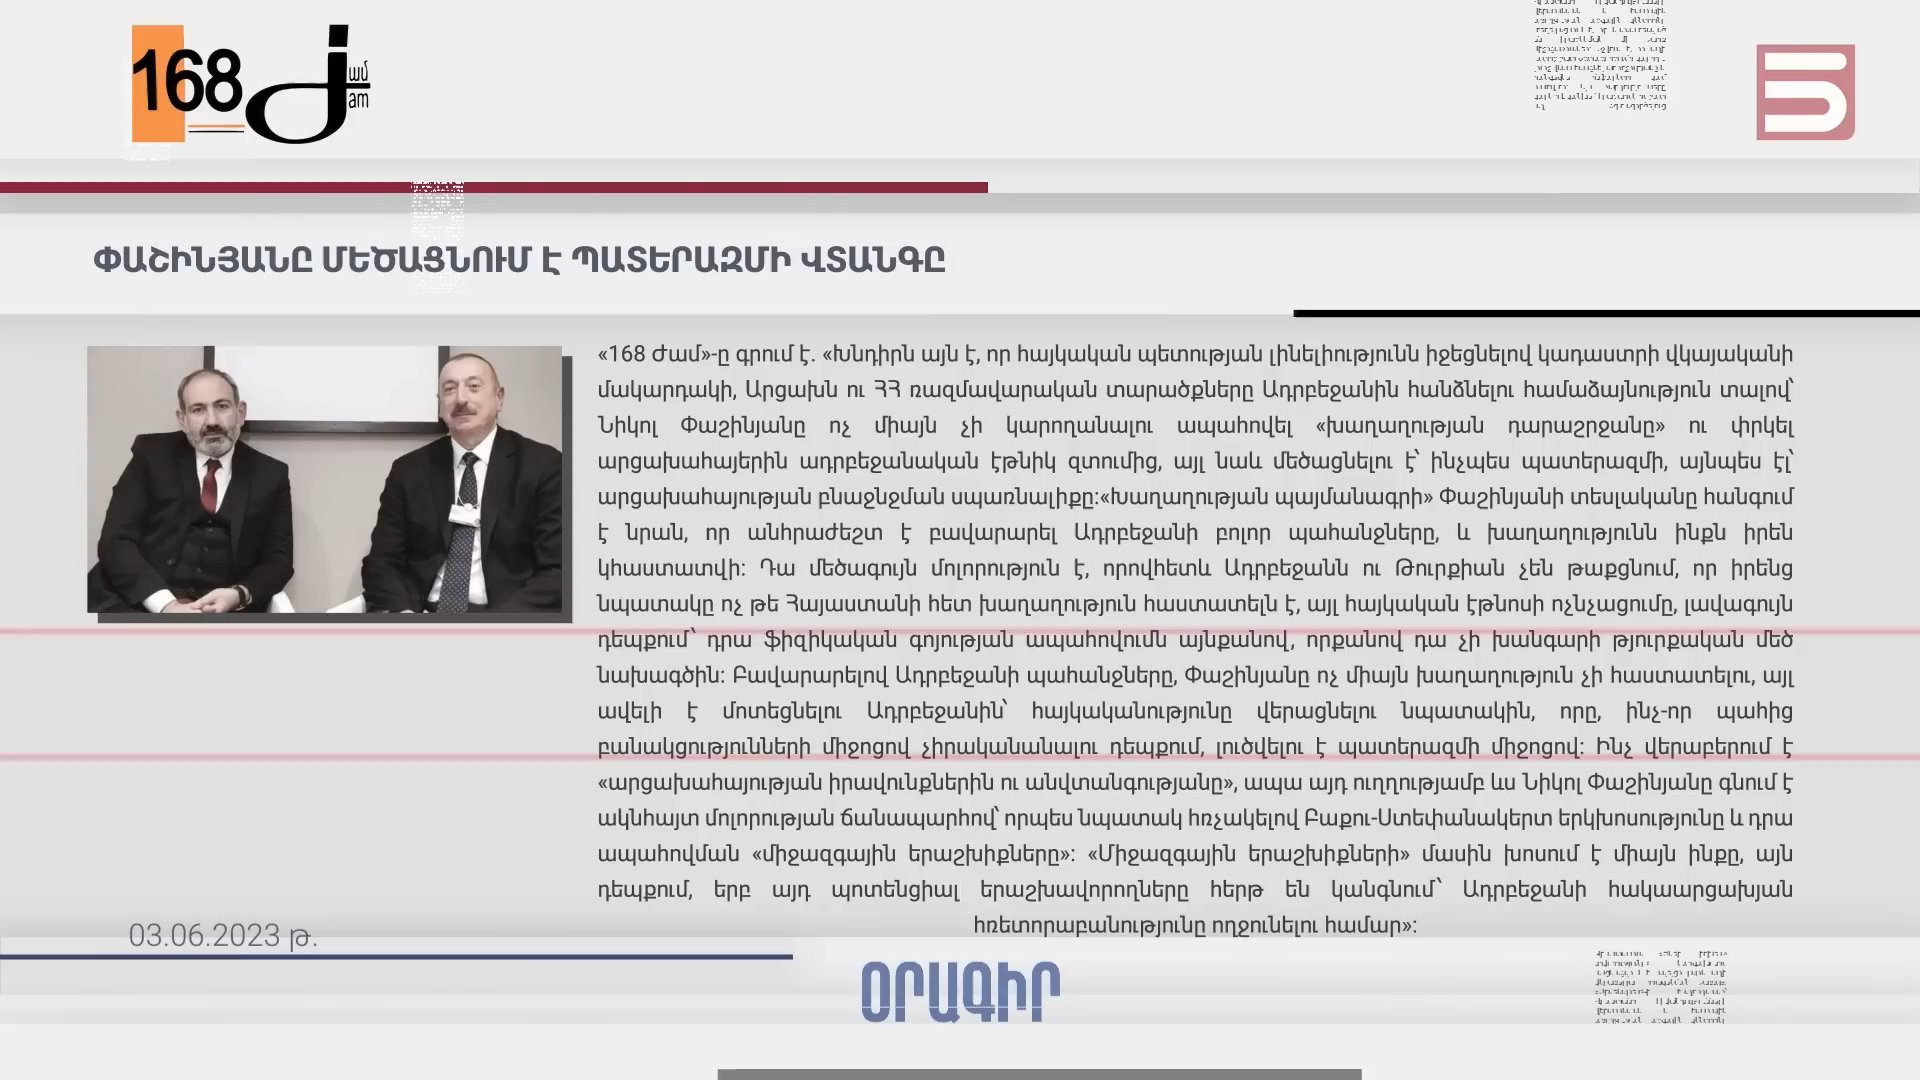 168 Ժ ամ
am
ՓԱՇԻՆՅԱՆԸ ՄԵԾԱՑՆՈՒՄ Է ՊԱՏԵՐԱԶՄԻ ՎՏԱՆԳԸ
«168 Ժամ»-ը գրում է. «Խնդիրն այն է, որ հայկական պետության լինելիությունն իջեցնելով կադաստրի վկայականի
մակարդակի, Արցախն ու ՀՀ ռազմավարական տարածքները Ադրբեջանին հանձնելու համաձայնություն տալով՝
Նիկոլ Փաշինյանը ոչ միայն չի կարողանալու ապահովել «խաղաղության դարաշրջանը» ու փրկել
արցախահայերին ադրբեջանական էթնիկ զտումից, այլ նաև մեծացնելու է՝ ինչպես պատերազմի, այնպես էլ՝
արցախահայության բնաջնջման սպառնալիքը:«Խաղաղության պայմանագրի» Փաշինյանի տեսլականը հանգում
է նրան, որ անհրաժեշտ է բավարարել Ադրբեջանի բոլոր պահանջները, և խաղաղությունն ինքն իրեն
կհաստատվի: Դա մեծագույն մոլորություն է, որովհետև Ադրբեջանն ու Թուրքիան չեն թաքցնում, որ իրենց
նպատակը ոչ թե Հայաստանի հետ խաղաղություն հաստատելն է, այլ հայկական էթնոսի ոչնչացումը, լավագույն
դեպքում՝ դրա ֆիզիկական գոյության ապահովումն այնքանով, որքանով դա չի խանգարի թյուրքական մեծ
նախագծին: Բավարարելով Ադրբեջանի պահանջները, Փաշինյանը ոչ միայն խաղաղություն չի հաստատելու, այլ
ավելի է մոտեցնելու Ադրբեջանին՝ հայկականությունը վերացնելու նպատակին, որը, ինչ-որ պահից
բանակցությունների միջոցով չիրականանալու դեպքում, լուծվելու է պատերազմի միջոցով: Ինչ վերաբերում է
«արցախահայության իրավունքներին ու անվտանգությանը», ապա այդ ուղղությամբ ևս Նիկոլ Փաշինյանը գնում է
ակնհայտ մոլորության ճանապարհով՝ որպես նպատակ հռչակելով Բաքու-Ստեփանակերտ երկխոսությունը և դրա
ապահովման «միջազգային երաշխիքները»: «Միջազգային երաշխիքների» մասին խոսում է միայն ինքը, այն
դեպքում, երբ այդ պոտենցիալ երաշխավորողները հերթ են կանգնում՝ Ադրբեջանի հակաարցախյան
հռետորաբանությունը ողջունելու համար»:
03.06.2023 թ.
ՕՐԱԳԻՐ